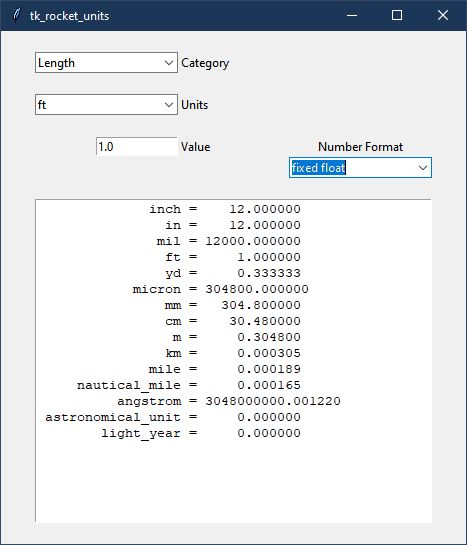 tk_rocket_units
Length Category
ft Units
1.0 Value
Number Format
fixed float
inch = 12.000000
in = 12.000000
mil = 12000.000000
ft = 1.000000
yd = 0.333333
micron = 304800.000000
mm = 304.800000
cm = 30.480000
m = 0.304800
km = 0.000305
mile = 0.000189
nautical_mile = 0.000165
angstrom = 3048000000.001220
astronomical_unit = 0.000000
light_year = 0.000000